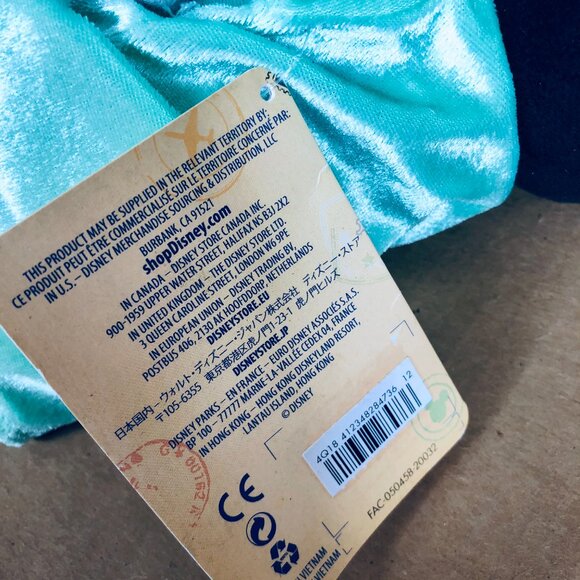 THIS PRODUCT MAY BE SUPPLIED IN THE RELEVANT TERRITORY BY:
CE PRODUIT PEUT ÊTRE COMMERCIALISÉ SUR LE TERRITOIRE CONCERNÉ PAR:
IN U.S. – DISNEY MERCHANDISE SOURCING & DISTRIBUTION, LLC
BURBANK, CA 91521
shopDisney.com
IN CANADA – DISNEY STORE CANADA INC.
900-1959 UPPER WATER STREET, HALIFAX NS B3J 2X2
IN UNITED KINGDOM – THE DISNEY STORE LTD.
3 QUEEN CAROLINE STREET, LONDON W6 9PE
IN EUROPEAN UNION – DISNEY TRADING BV,
POSTBUS 406, 2130 AK HOOFDDORP NETHERLANDS
DISNEYSTORE.EU
日本国内 – ウォルト・ディズニー・ジャパン株式会社 ディズニーストア
〒105-6355 東京都港区虎ノ門1-23-1 虎ノ門ヒルズ
DISNEYSTORE.JP
DISNEY PARKS – EN FRANCE – EURO DISNEY ASSOCIÉS S.A.S.
BP 100 – 77777 MARNE-LA-VALLÉE CEDEX 04, FRANCE
IN HONG KONG – HONG KONG DISNEYLAND RESORT,
LANTAU ISLAND, HONG KONG
© DISNEY
12
4Q18 412348284736
FAC-050458-20032
CE
VIETNAM
VIETNAM